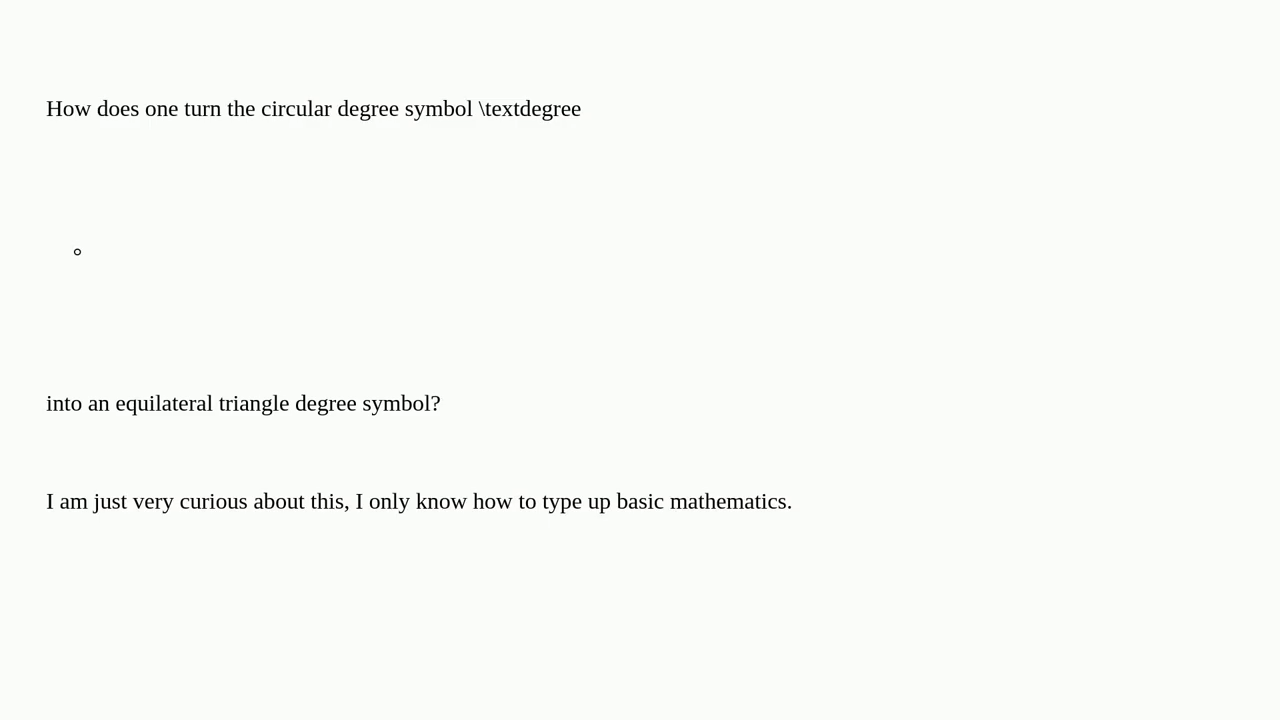 How does one turn the circular degree symbol \textdegree
°
into an equilateral triangle degree symbol?
I am just very curious about this, I only know how to type up basic mathematics.